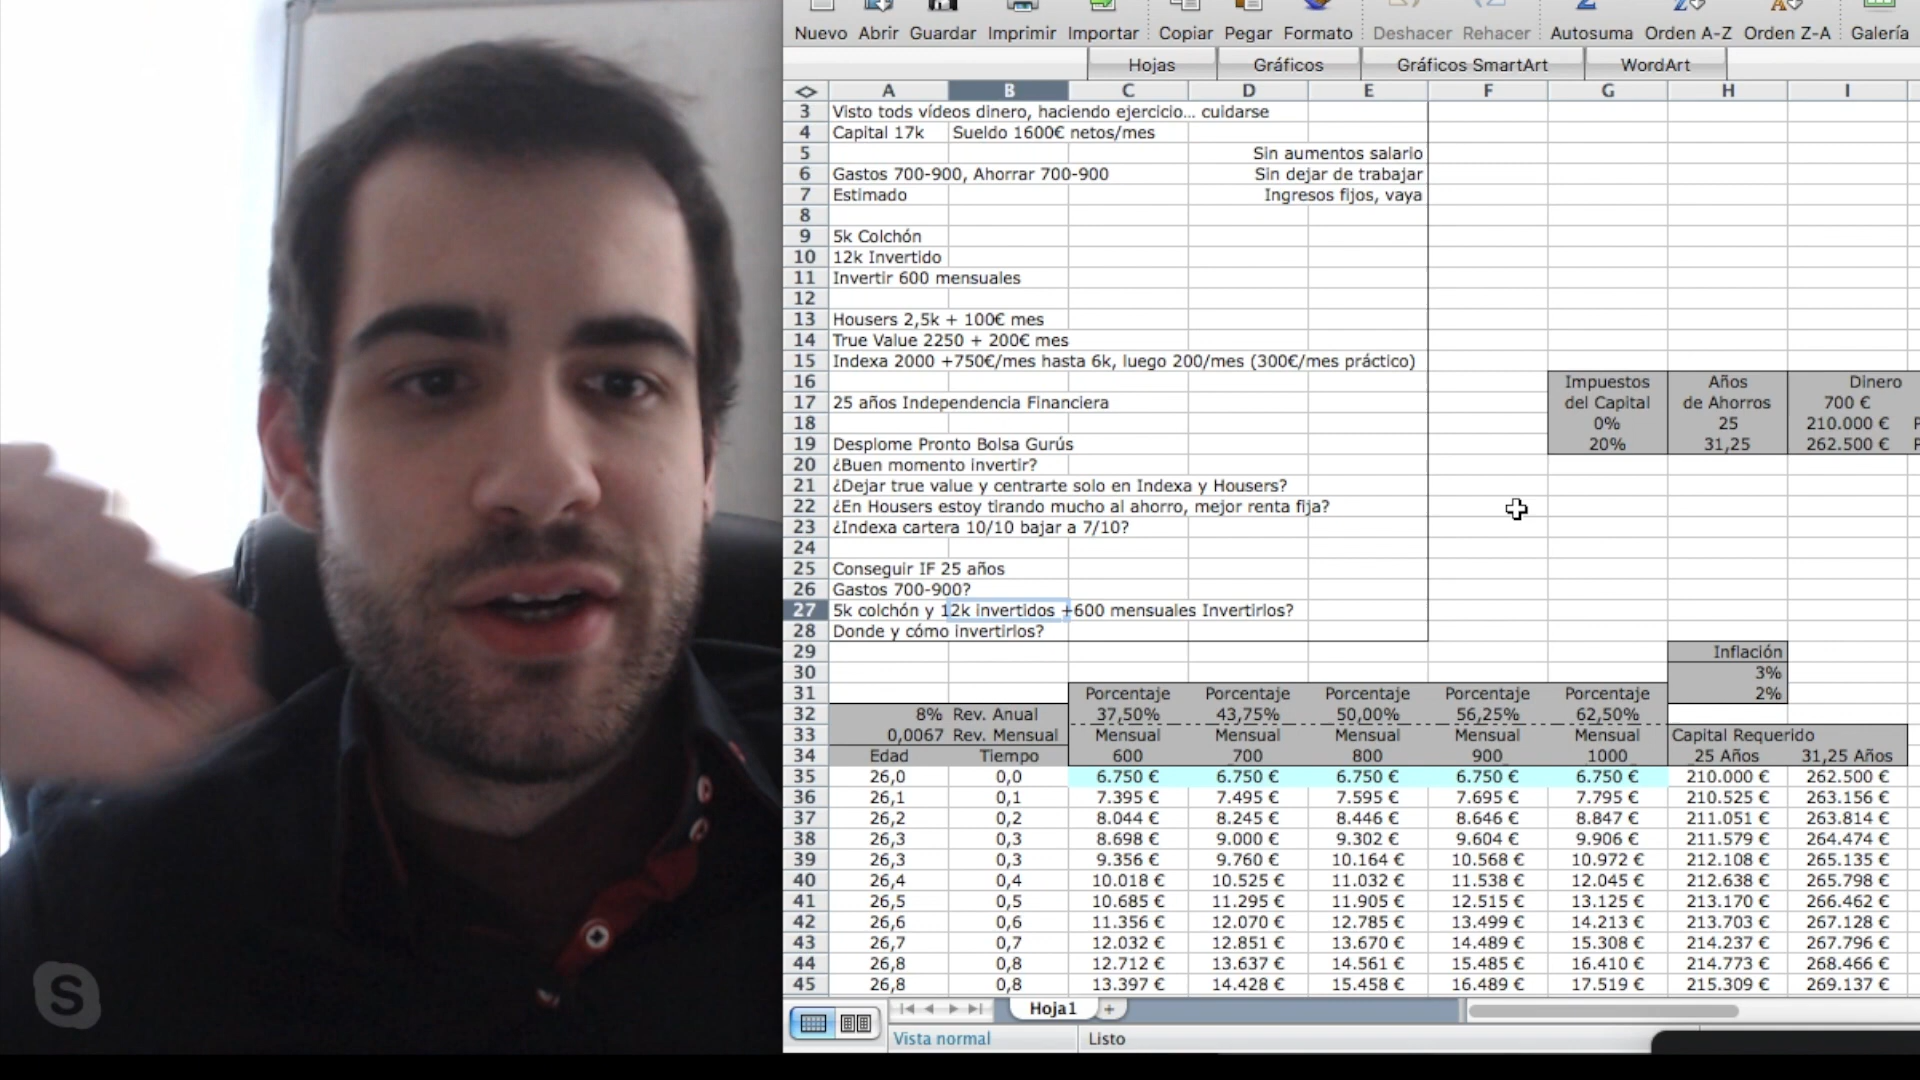 Nuevo Abrir Guardar Imprimir Importar Copiar Pegar Formato Deshacer Rehacer Autosuma Orden A-Z Orden Z-A Galería
Hojas Gráficos Gráficos SmartArt WordArt
A B C D E F G H I
3 Visto tods vídeos dinero, haciendo ejercicio... cuidarse
4 Capital 17k Sueldo 1600€ netos/mes
5 Sin aumentos salario
6 Gastos 700-900, Ahorrar 700-900 Sin dejar de trabajar
7 Estimado Ingresos fijos, vaya
8
9 5k Colchón
10 12k Invertido
11 Invertir 600 mensuales
12
13 Housers 2,5k + 100€ mes
14 True Value 2250 + 200€ mes
15 Indexa 2000 +750€/mes hasta 6k, luego 200/mes (300€/mes práctico)
16 Impuestos Años Dinero
17 25 años Independencia Financiera del Capital de Ahorros 700 €
18 0% 25 210.000 €
19 Desplome Pronto Bolsa Gurús 20% 31,25 262.500 €
20 ¿Buen momento invertir?
21 ¿Dejar true value y centrarte solo en Indexa y Housers?
22 ¿En Housers estoy tirando mucho al ahorro, mejor renta fija?
23 ¿Indexa cartera 10/10 bajar a 7/10?
24
25 Conseguir IF 25 años
26 Gastos 700-900?
27 5k colchón y 12k invertidos +600 mensuales Invertirlos?
28 Donde y cómo invertirlos?
29 Inflación
30 3%
31 Porcentaje Porcentaje Porcentaje Porcentaje Porcentaje 2%
32 8% Rev. Anual 37,50% 43,75% 50,00% 56,25% 62,50%
33 0,0067 Rev. Mensual Mensual Mensual Mensual Mensual Mensual Capital Requerido
34 Edad Tiempo 600 700 800 900 1000 25 Años 31,25 Años
35 26,0 0,0 6.750 € 6.750 € 6.750 € 6.750 € 6.750 € 210.000 € 262.500 €
36 26,1 0,1 7.395 € 7.495 € 7.595 € 7.695 € 7.795 € 210.525 € 263.156 €
37 26,2 0,2 8.044 € 8.245 € 8.446 € 8.646 € 8.847 € 211.051 € 263.814 €
38 26,3 0,3 8.698 € 9.000 € 9.302 € 9.604 € 9.906 € 211.579 € 264.474 €
39 26,3 0,3 9.356 € 9.760 € 10.164 € 10.568 € 10.972 € 212.108 € 265.135 €
40 26,4 0,4 10.018 € 10.525 € 11.032 € 11.538 € 12.045 € 212.638 € 265.798 €
41 26,5 0,5 10.685 € 11.295 € 11.905 € 12.515 € 13.125 € 213.170 € 266.462 €
42 26,6 0,6 11.356 € 12.070 € 12.785 € 13.499 € 14.213 € 213.703 € 267.128 €
43 26,7 0,7 12.032 € 12.851 € 13.670 € 14.489 € 15.308 € 214.237 € 267.796 €
44 26,8 0,8 12.712 € 13.637 € 14.561 € 15.485 € 16.410 € 214.773 € 268.466 €
45 26,8 0,8 13.397 € 14.428 € 15.458 € 16.489 € 17.519 € 215.309 € 269.137 €
Hoja1
Vista normal Listo